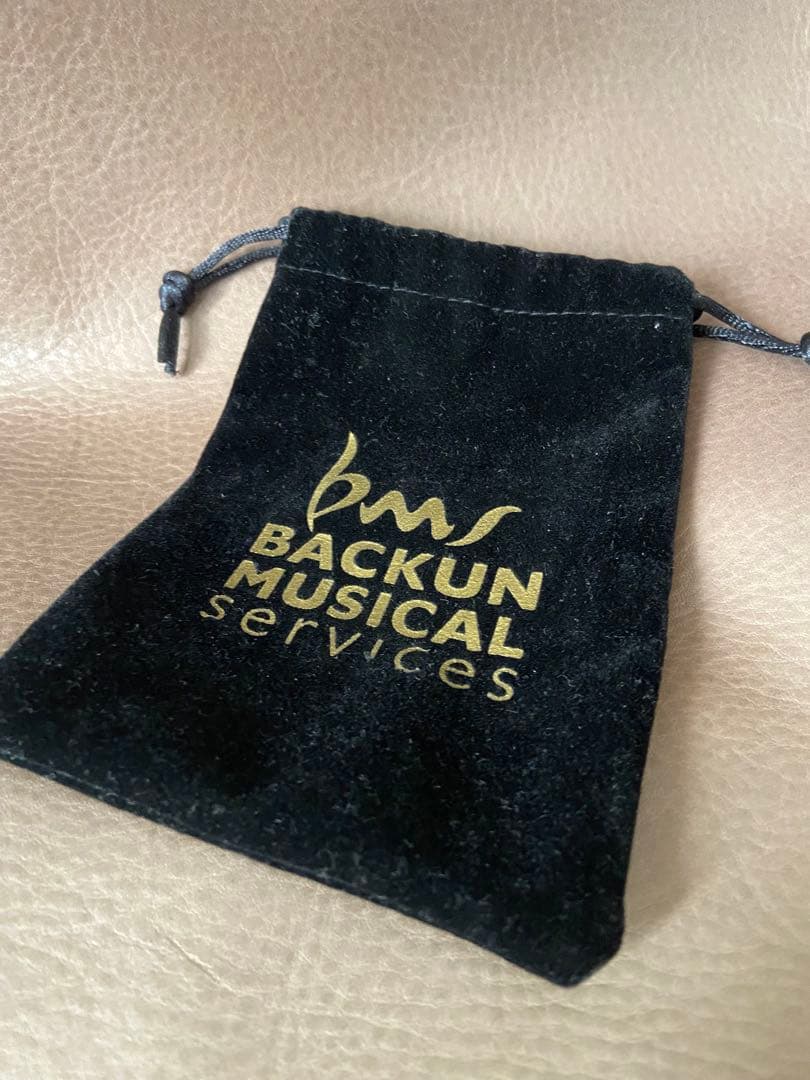 bms
BACKUN
MUSICAL
services